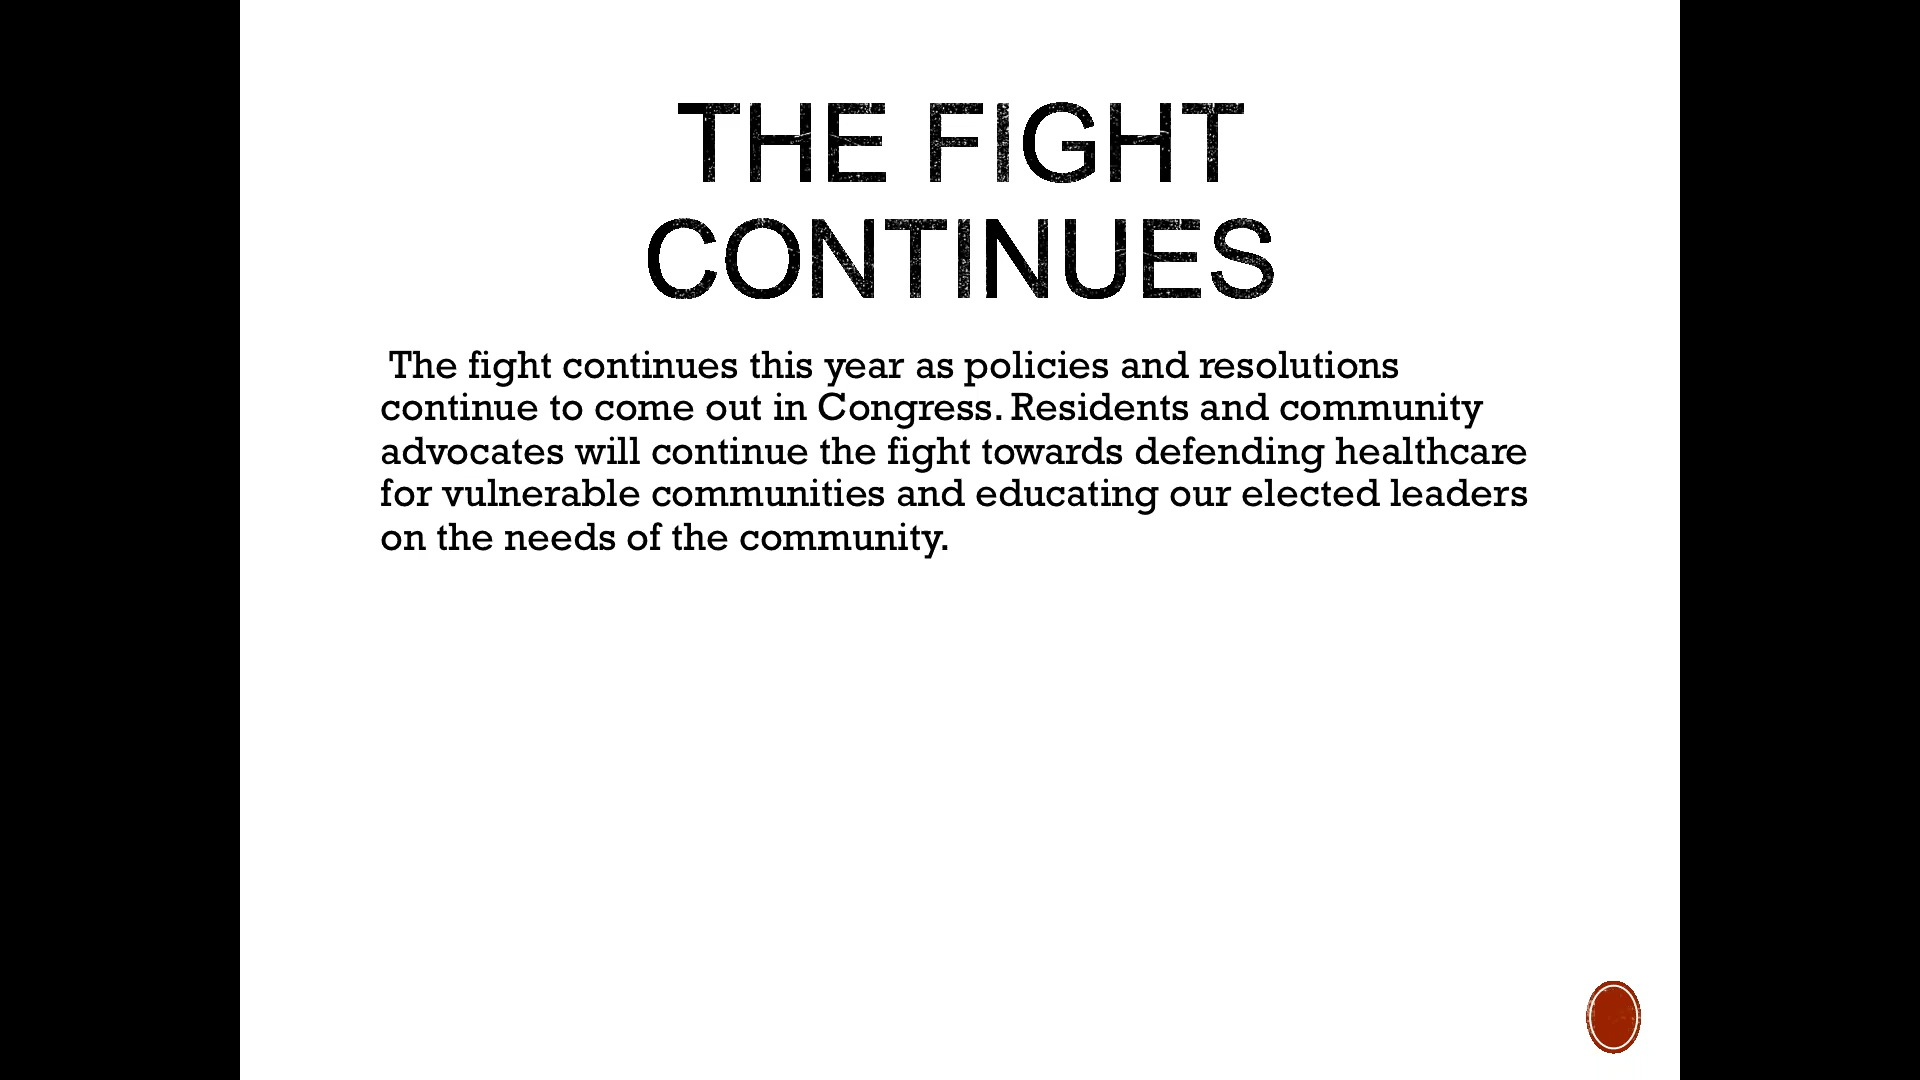 THE FIGHT
CONTINUES
The fight continues this year as policies and resolutions
continue to come out in Congress. Residents and community
advocates will continue the fight towards defending healthcare
for vulnerable communities and educating our elected leaders
on the needs of the community.